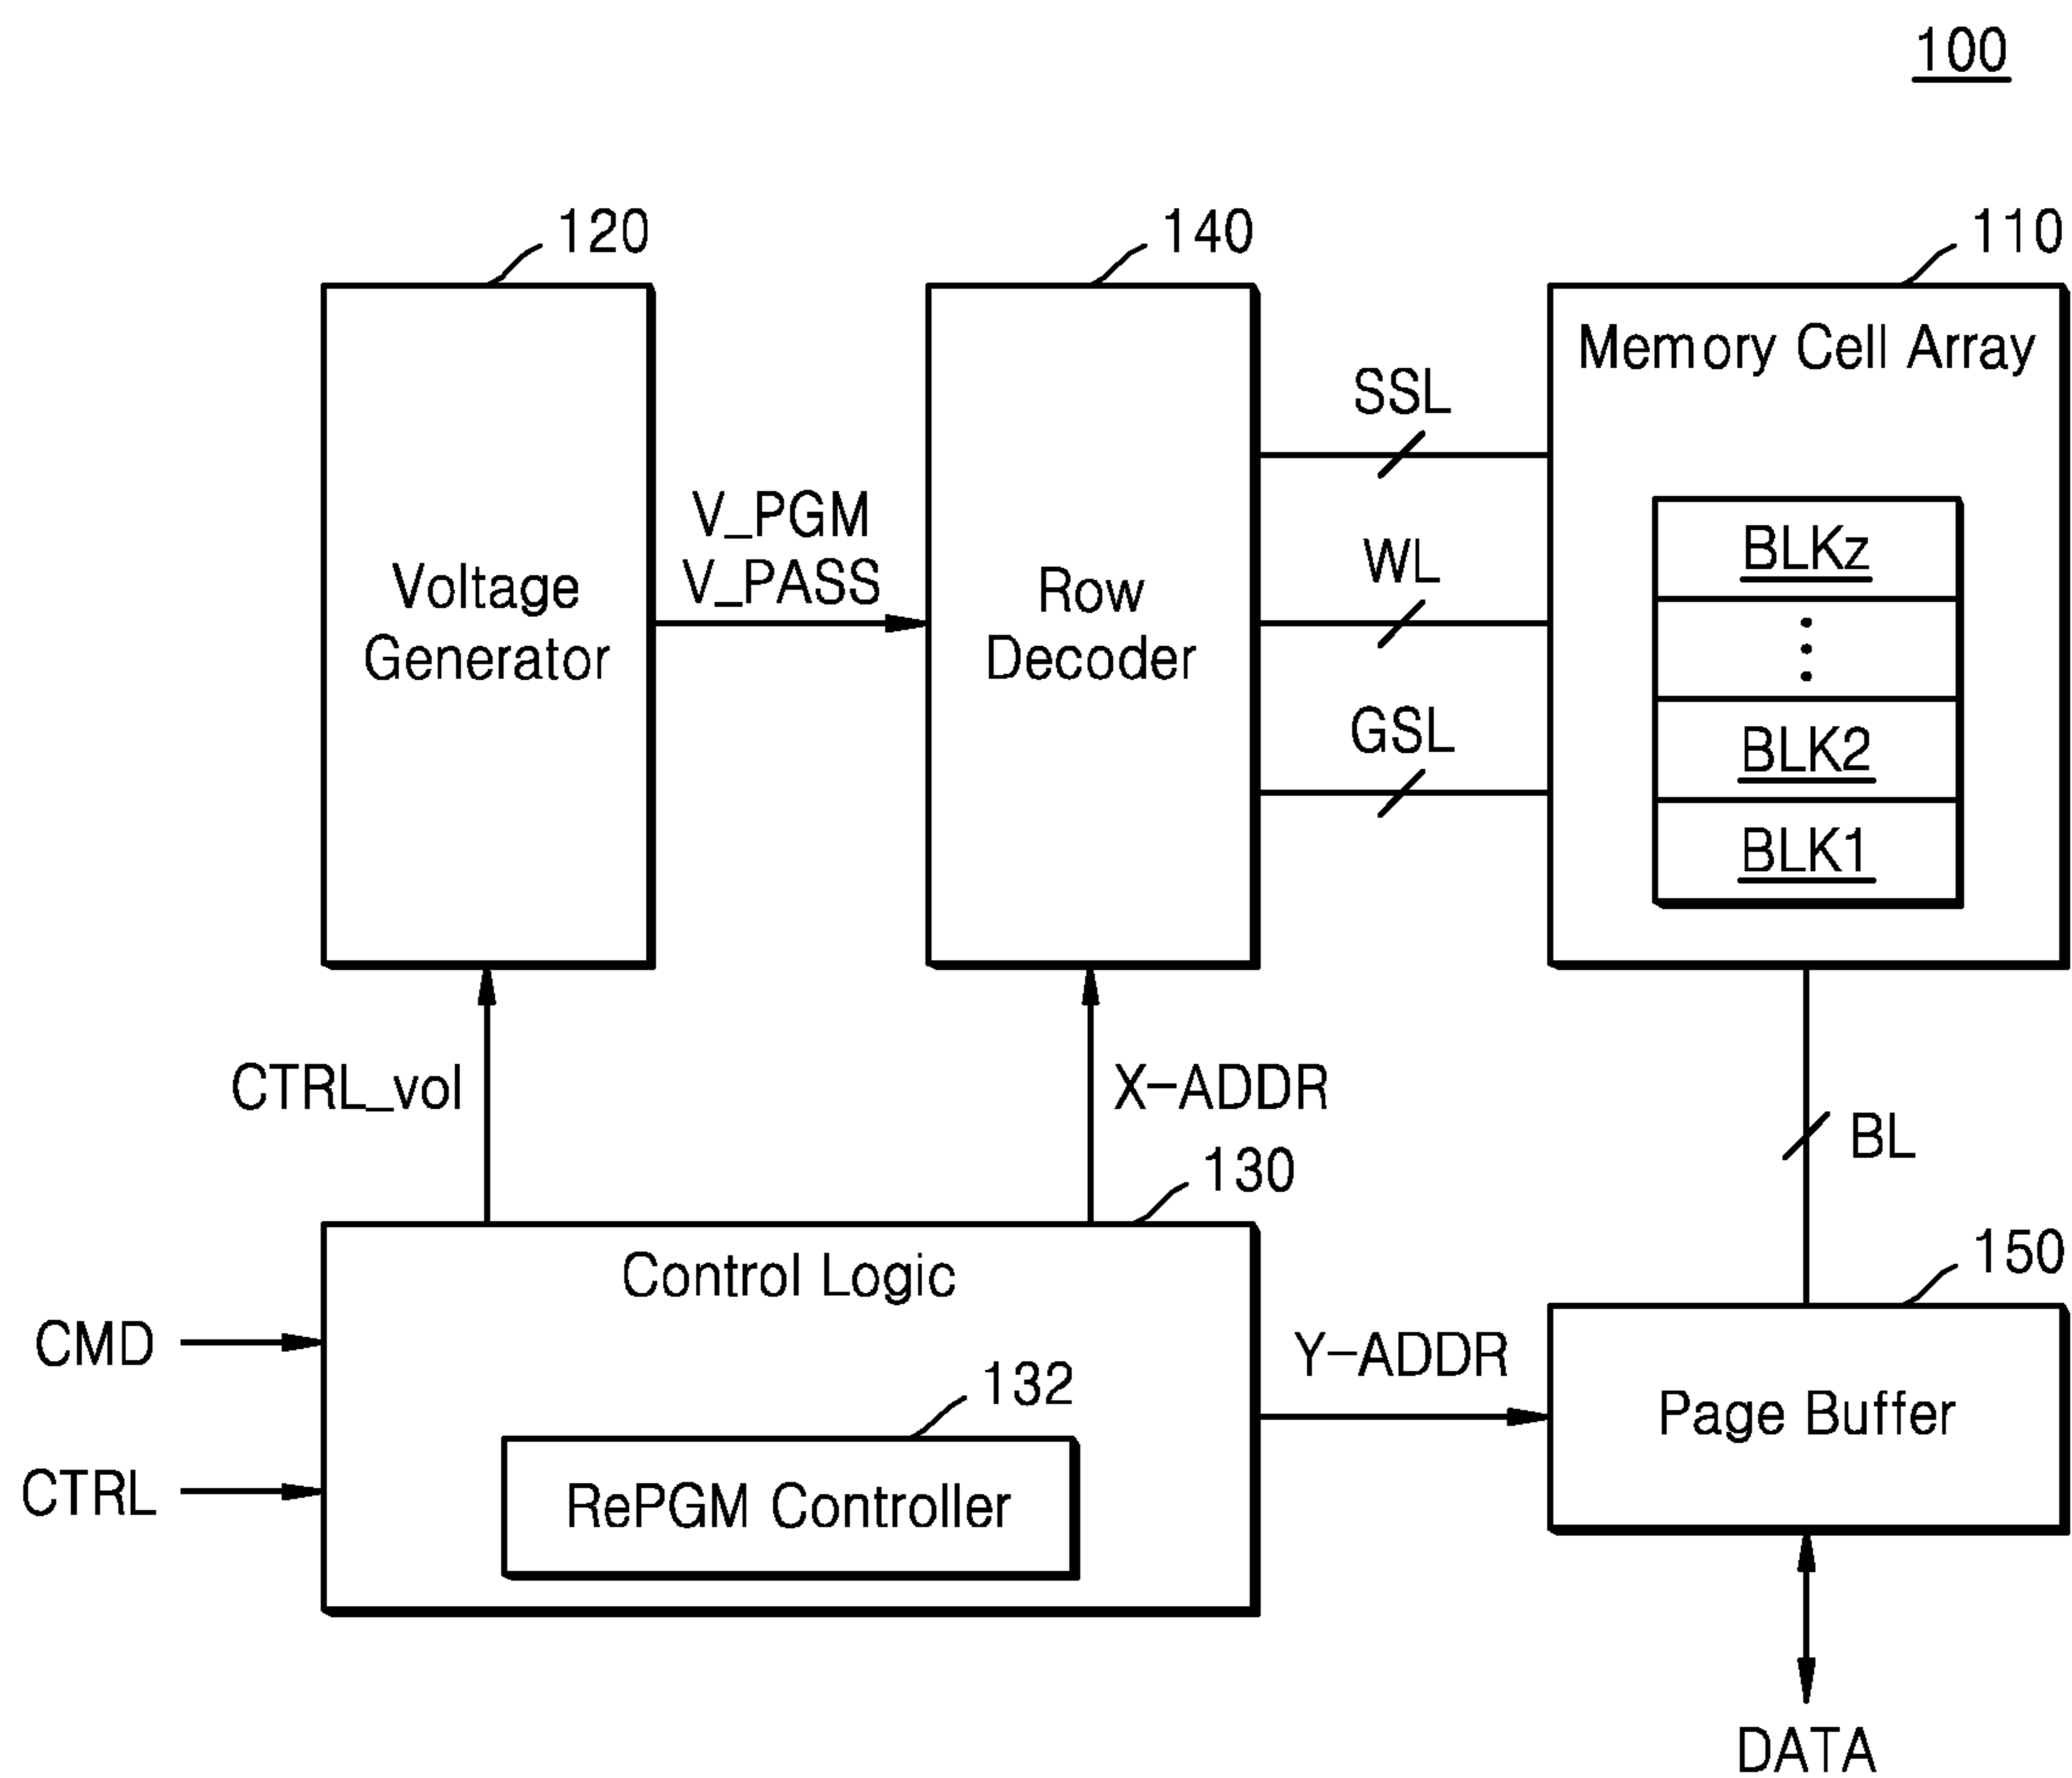 100
120
140
110
Memory Cell Array
SSL
V_PGM
V_PASS
WL
BLKz
Voltage
Generator
Row
Decoder
GSL
BLK2
BLK1
CTRL_vol
X-ADDR
BL
130
150
Control Logic
CMD
Y-ADDR
132
Page Buffer
CTRL
RePGM Controller
DATA